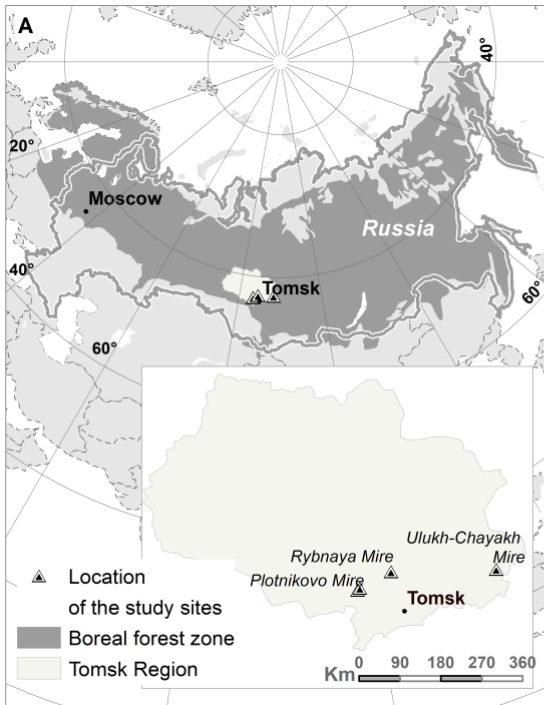 A
40°
20°
Moscow
Russia
40°
Tomsk
60°
60°
Ulukh-Chayakh
Mire
Rybnaya Mire
Plotnikovo Mire
Tomsk
Location
of the study sites
Boreal forest zone
Tomsk Region
Km
0 90 180 270 360